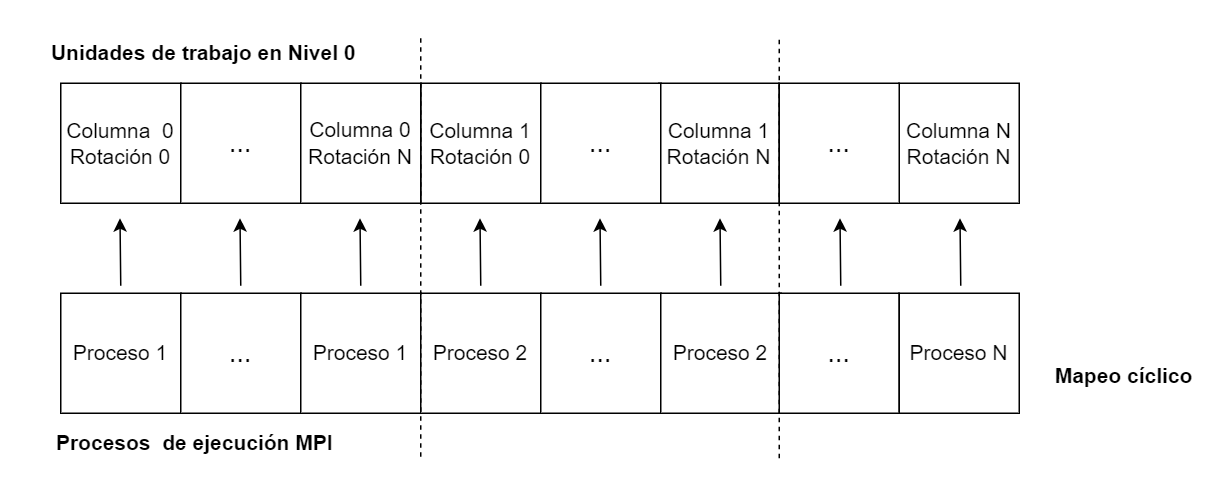 Unidades de trabajo en Nivel 0
Columna 0
Rotación 0
...
Columna 0
Rotación N
Columna 1
Rotación 0
...
Columna 1
Rotación N
...
Columna N
Rotación N
Proceso 1
...
Proceso 1
Proceso 2
...
Proceso 2
...
Proceso N
Mapeo cíclico
Procesos de ejecución MPI